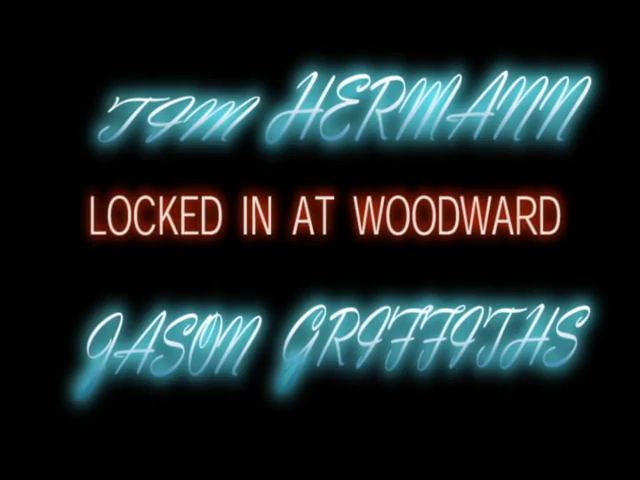 TIM HERMANN
LOCKED IN AT WOODWARD
JASON GRIFFITHS